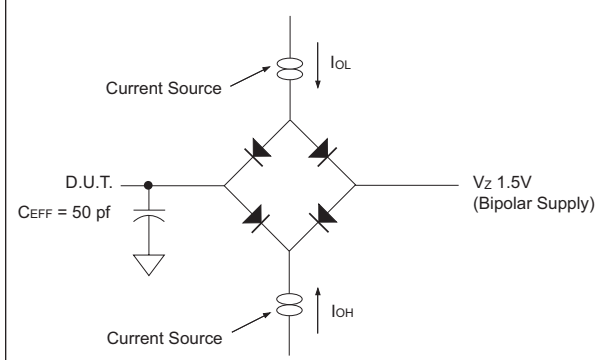 IOL
Current Source
D.U.T.
CEFF = 50 pf
VZ 1.5V
(Bipolar Supply)
IOH
Current Source